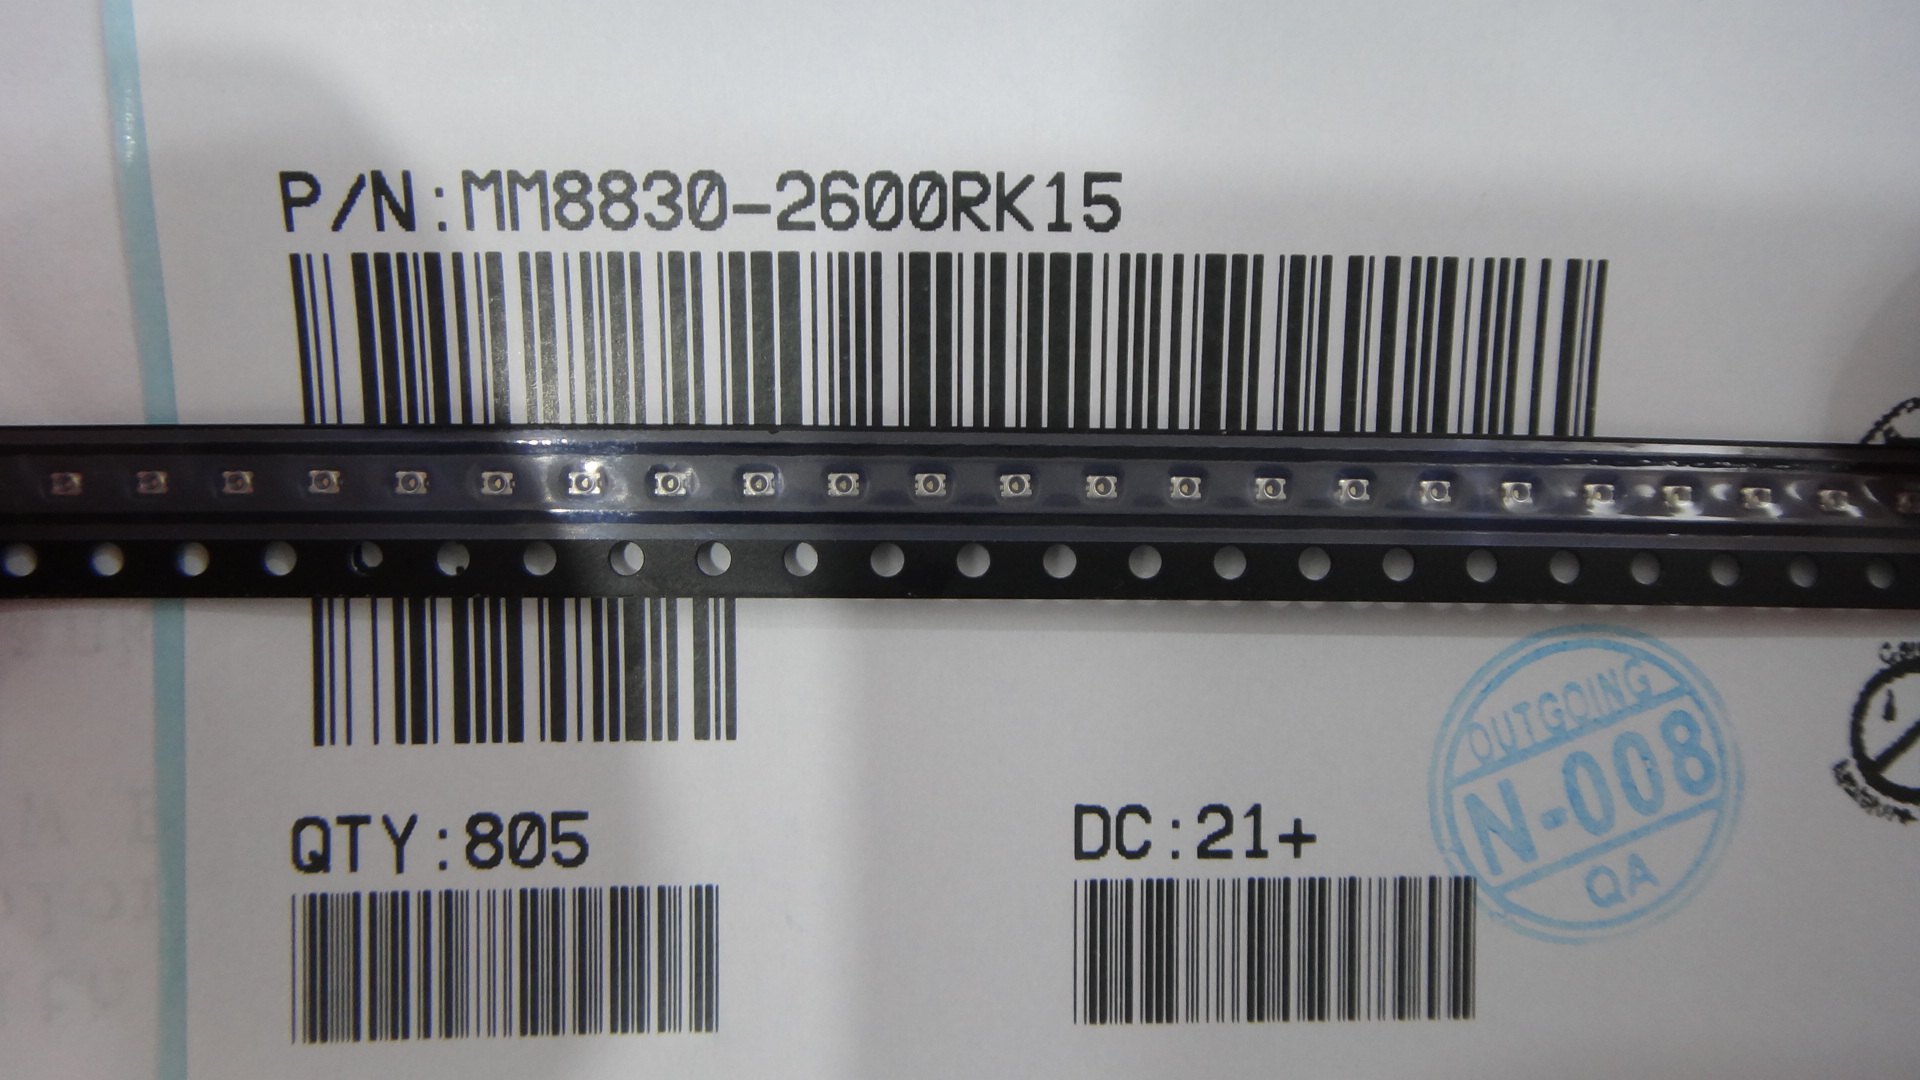 P/N:MM8830-2600RK15
QTY:805
DC:21+
OUTGOING
N-008
QA